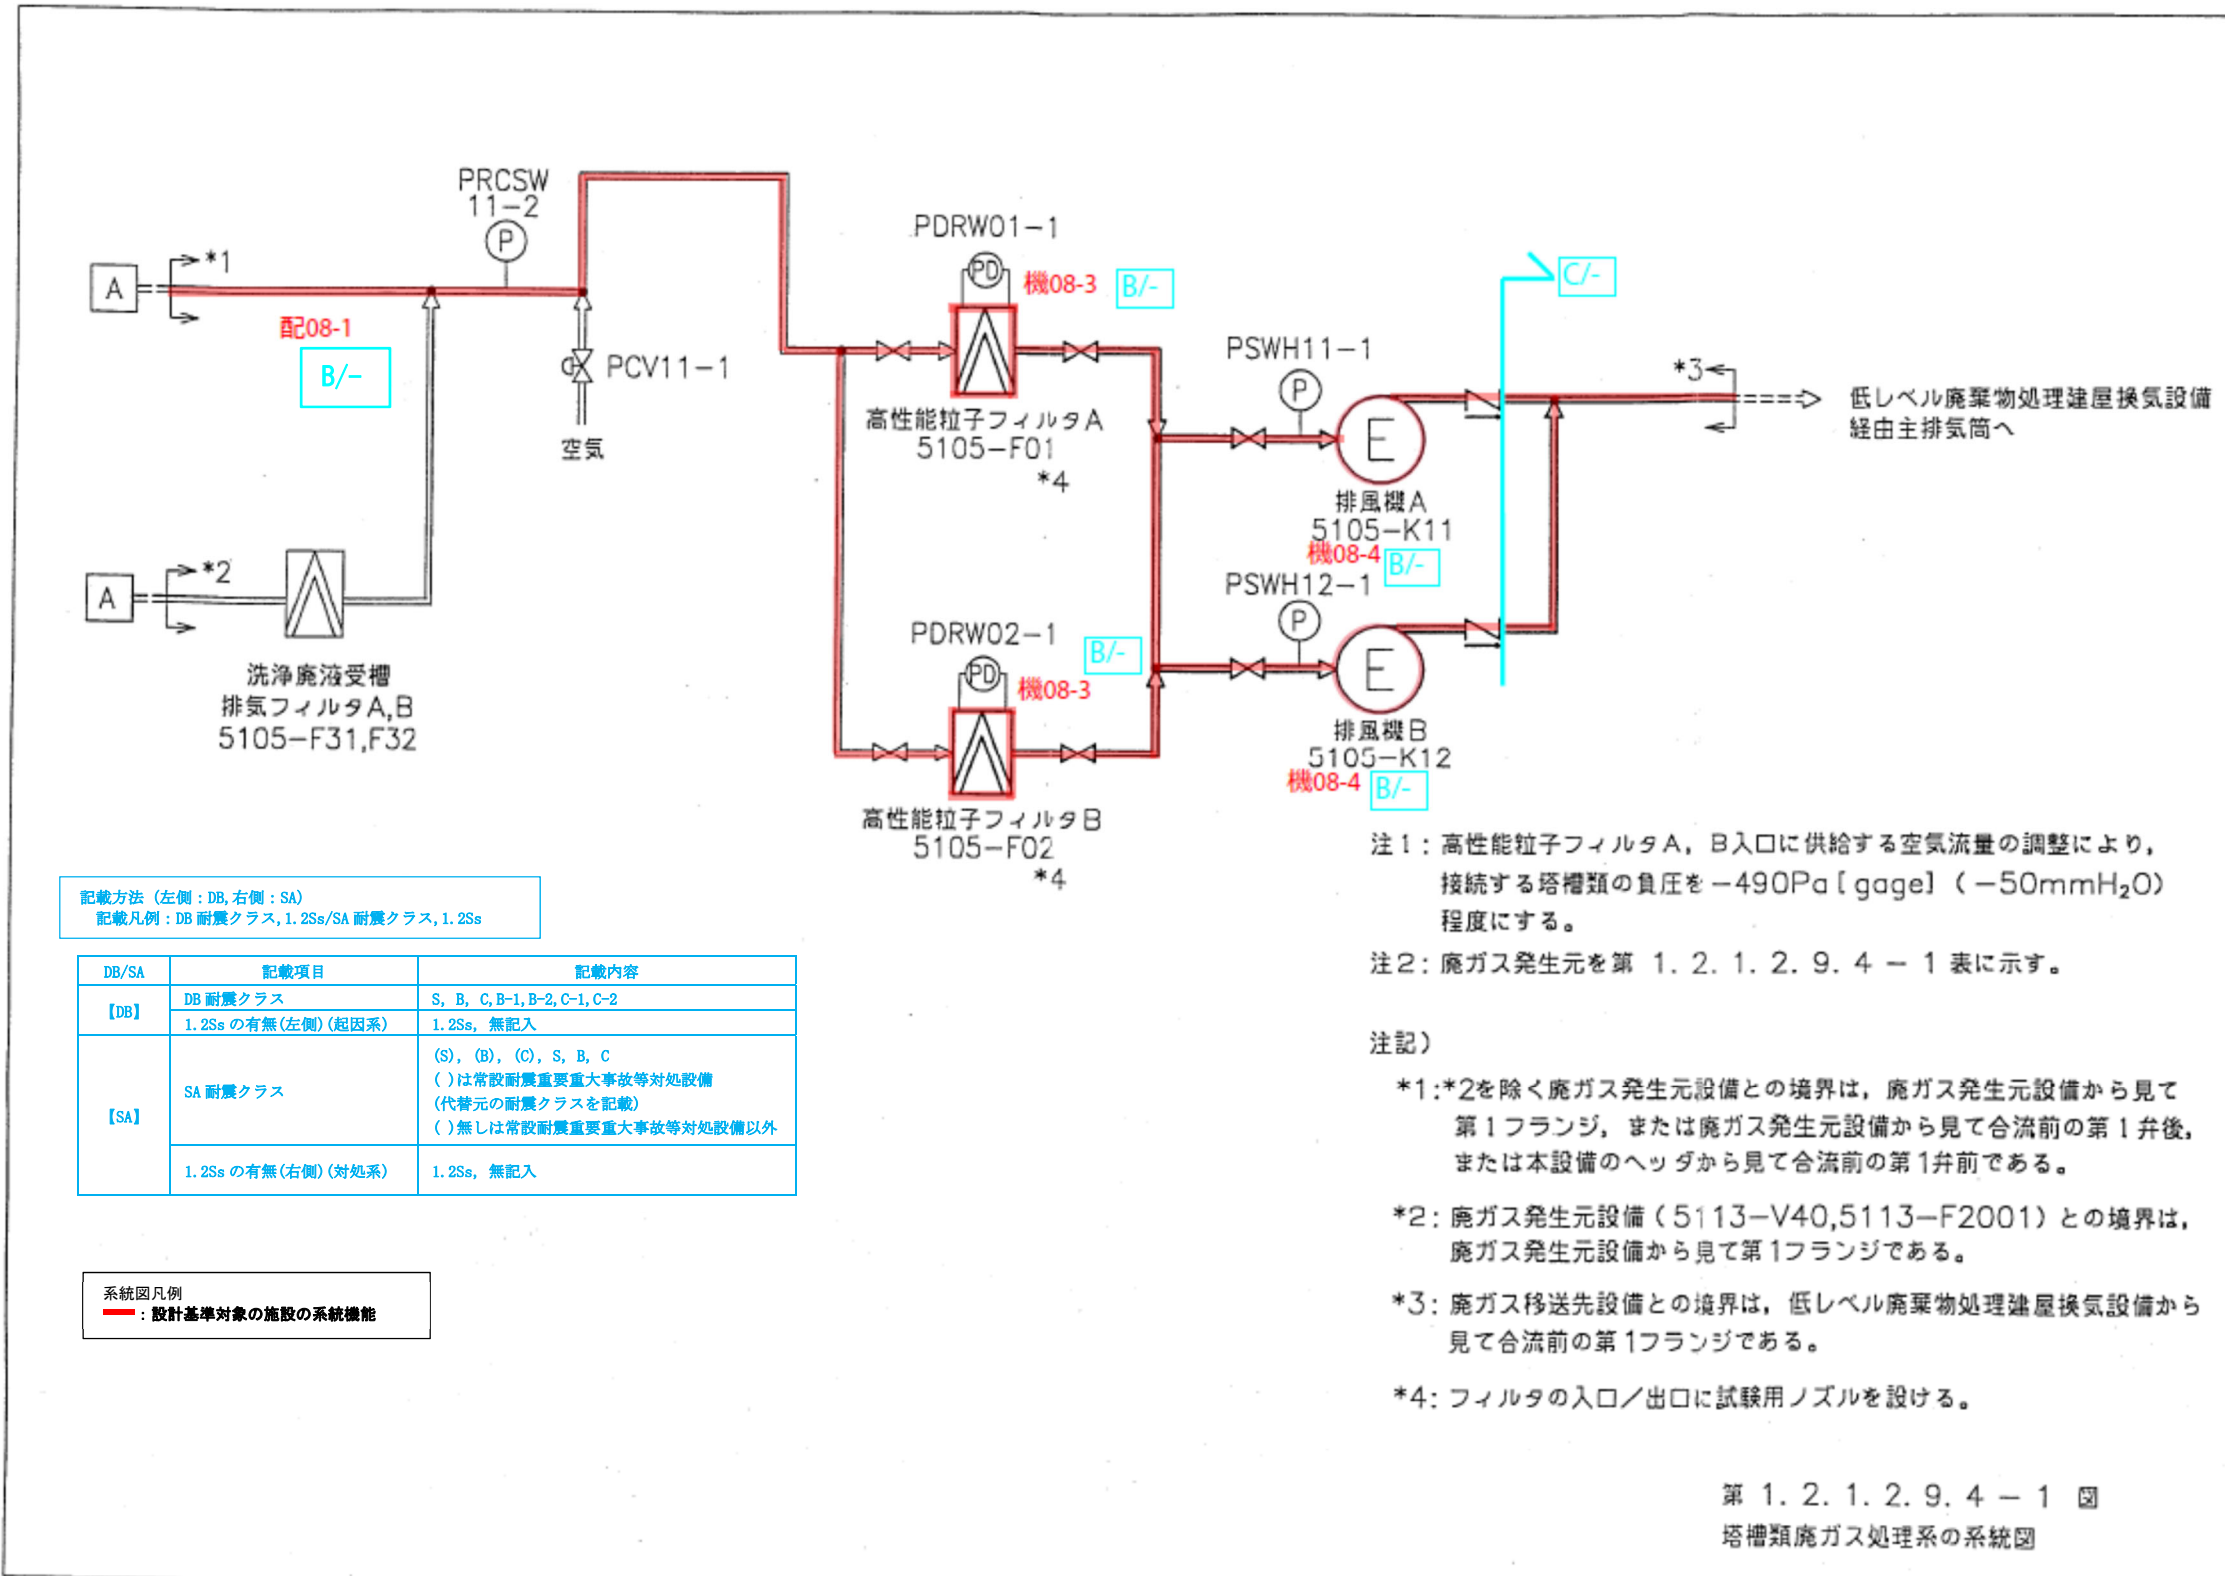 PRCSW
11-2
P
A
*1
配08-1
B/-
PCV11-1
空気
A
*2
洗浄廃液受槽
排気フィルタA,B
5105-F31,F32
PDRW01-1
PD
機08-3
B/-
高性能粒子フィルタA
5105-F01
*4
PDRW02-1
B/-
PD
機08-3
高性能粒子フィルタB
5105-F02
*4
PSWH11-1
P
E
排風機A
5105-K11
機08-4
B/-
PSWH12-1
P
E
排風機B
5105-K12
機08-4
B/-
C/-
*3
低レベル廃棄物処理建屋換気設備
経由主排気筒へ
記載方法（左側：DB,右側：SA）
記載凡例：DB 耐震クラス,1.2Ss/SA 耐震クラス,1.2Ss
DB/SA 記載項目 記載内容
【DB】 DB 耐震クラス S, B, C,B-1,B-2,C-1,C-2
1.2Ss の有無(左側)(起因系) 1.2Ss, 無記入
【SA】 SA 耐震クラス (S), (B), (C), S, B, C
( )は常設耐震重要重大事故等対処設備
(代替元の耐震クラスを記載)
( )無しは常設耐震重要重大事故等対処設備以外
1.2Ss の有無(右側)(対処系) 1.2Ss, 無記入
系統図凡例
：設計基準対象の施設の系統機能
注1：高性能粒子フィルタA，B入口に供給する空気流量の調整により，
接続する塔槽類の負圧を−490Pa[gage]（−50mmH₂O）
程度にする。
注2：廃ガス発生元を第 1.2.1.2.9.4−1 表に示す。
注記）
*1:*2を除く廃ガス発生元設備との境界は，廃ガス発生元設備から見て
第1フランジ，または廃ガス発生元設備から見て合流前の第1弁後，
または本設備のヘッダから見て合流前の第1弁前である。
*2:廃ガス発生元設備（5113−V40,5113−F2001）との境界は，
廃ガス発生元設備から見て第1フランジである。
*3:廃ガス移送先設備との境界は，低レベル廃棄物処理建屋換気設備から
見て合流前の第1フランジである。
*4:フィルタの入口／出口に試験用ノズルを設ける。
第 1.2.1.2.9.4−1 図
塔槽類廃ガス処理系の系統図